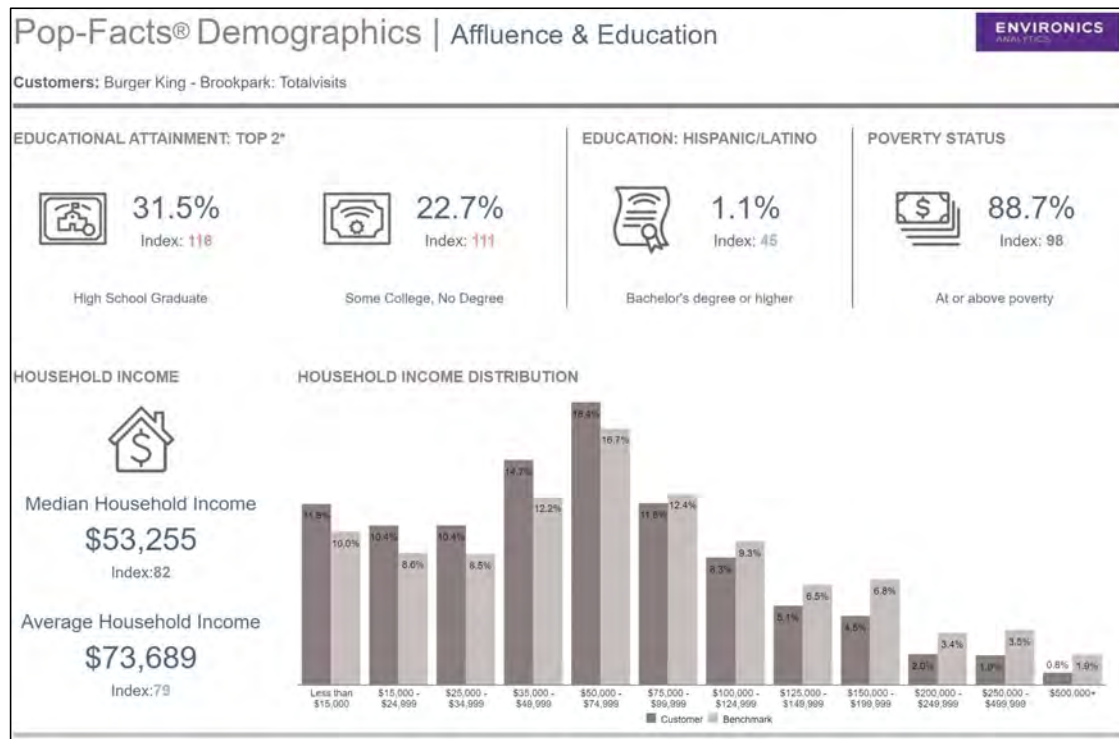 Pop-Facts® Demographics | Affluence & Education
ENVIRONICS
ANALYTICS
Customers: Burger King - Brookpark: Totalvisits
EDUCATIONAL ATTAINMENT: TOP 2*
EDUCATION: HISPANIC/LATINO
POVERTY STATUS
31.5%
Index: 116
High School Graduate
22.7%
Index: 111
Some College, No Degree
1.1%
Index: 45
Bachelor's degree or higher
88.7%
Index: 98
At or above poverty
HOUSEHOLD INCOME
Median Household Income
$53,255
Index:82
Average Household Income
$73,689
Index:79
HOUSEHOLD INCOME DISTRIBUTION
11.8% 10.0% 10.4% 8.6% 10.4% 8.5% 14.7% 12.2% 18.4% 16.7% 11.8% 12.4% 8.3% 9.3% 5.1% 6.5% 4.5% 6.8% 2.0% 3.4% 1.9% 3.5% 0.8% 1.9%
Less than $15,000
$15,000 - $24,999
$25,000 - $34,999
$35,000 - $49,999
$50,000 - $74,999
$75,000 - $99,999
$100,000 - $124,999
$125,000 - $149,999
$150,000 - $199,999
$200,000 - $249,999
$250,000 - $499,999
$500,000+
Customer Benchmark